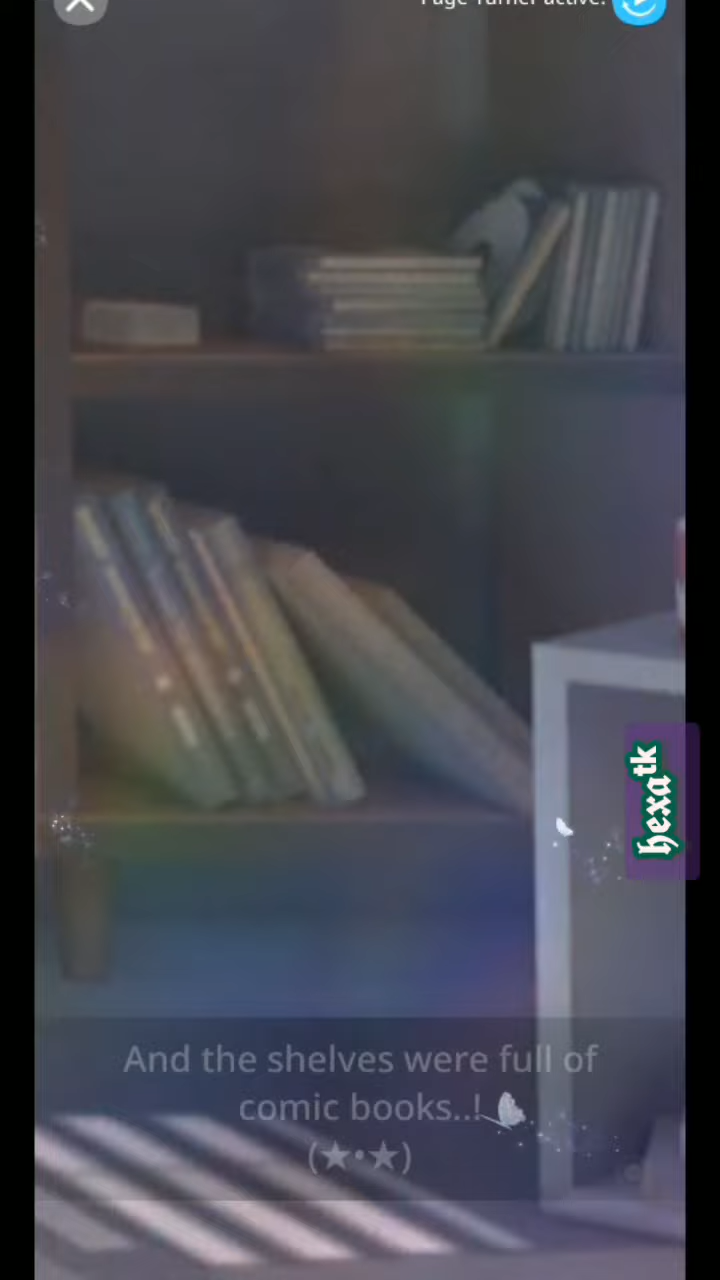 Page Turner active.
hexatk
And the shelves were full of
comic books..!
(★•★)